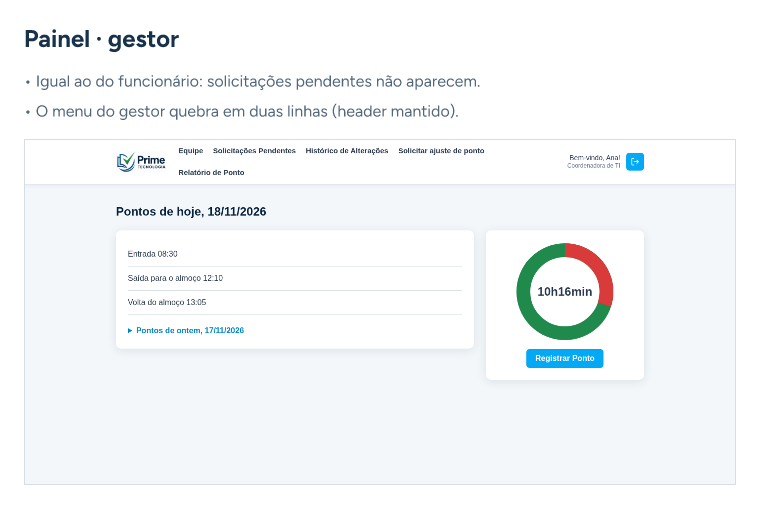 Painel · gestor
• Igual ao do funcionário: solicitações pendentes não aparecem.
• O menu do gestor quebra em duas linhas (header mantido).
Prime
TECNOLOGIA
Equipe Solicitações Pendentes Histórico de Alterações Solicitar ajuste de ponto
Relatório de Ponto
Bem-vindo, Ana!
Coordenadora de TI
Pontos de hoje, 18/11/2026
Entrada 08:30
Saída para o almoço 12:10
Volta do almoço 13:05
Pontos de ontem, 17/11/2026
10h16min
Registrar Ponto